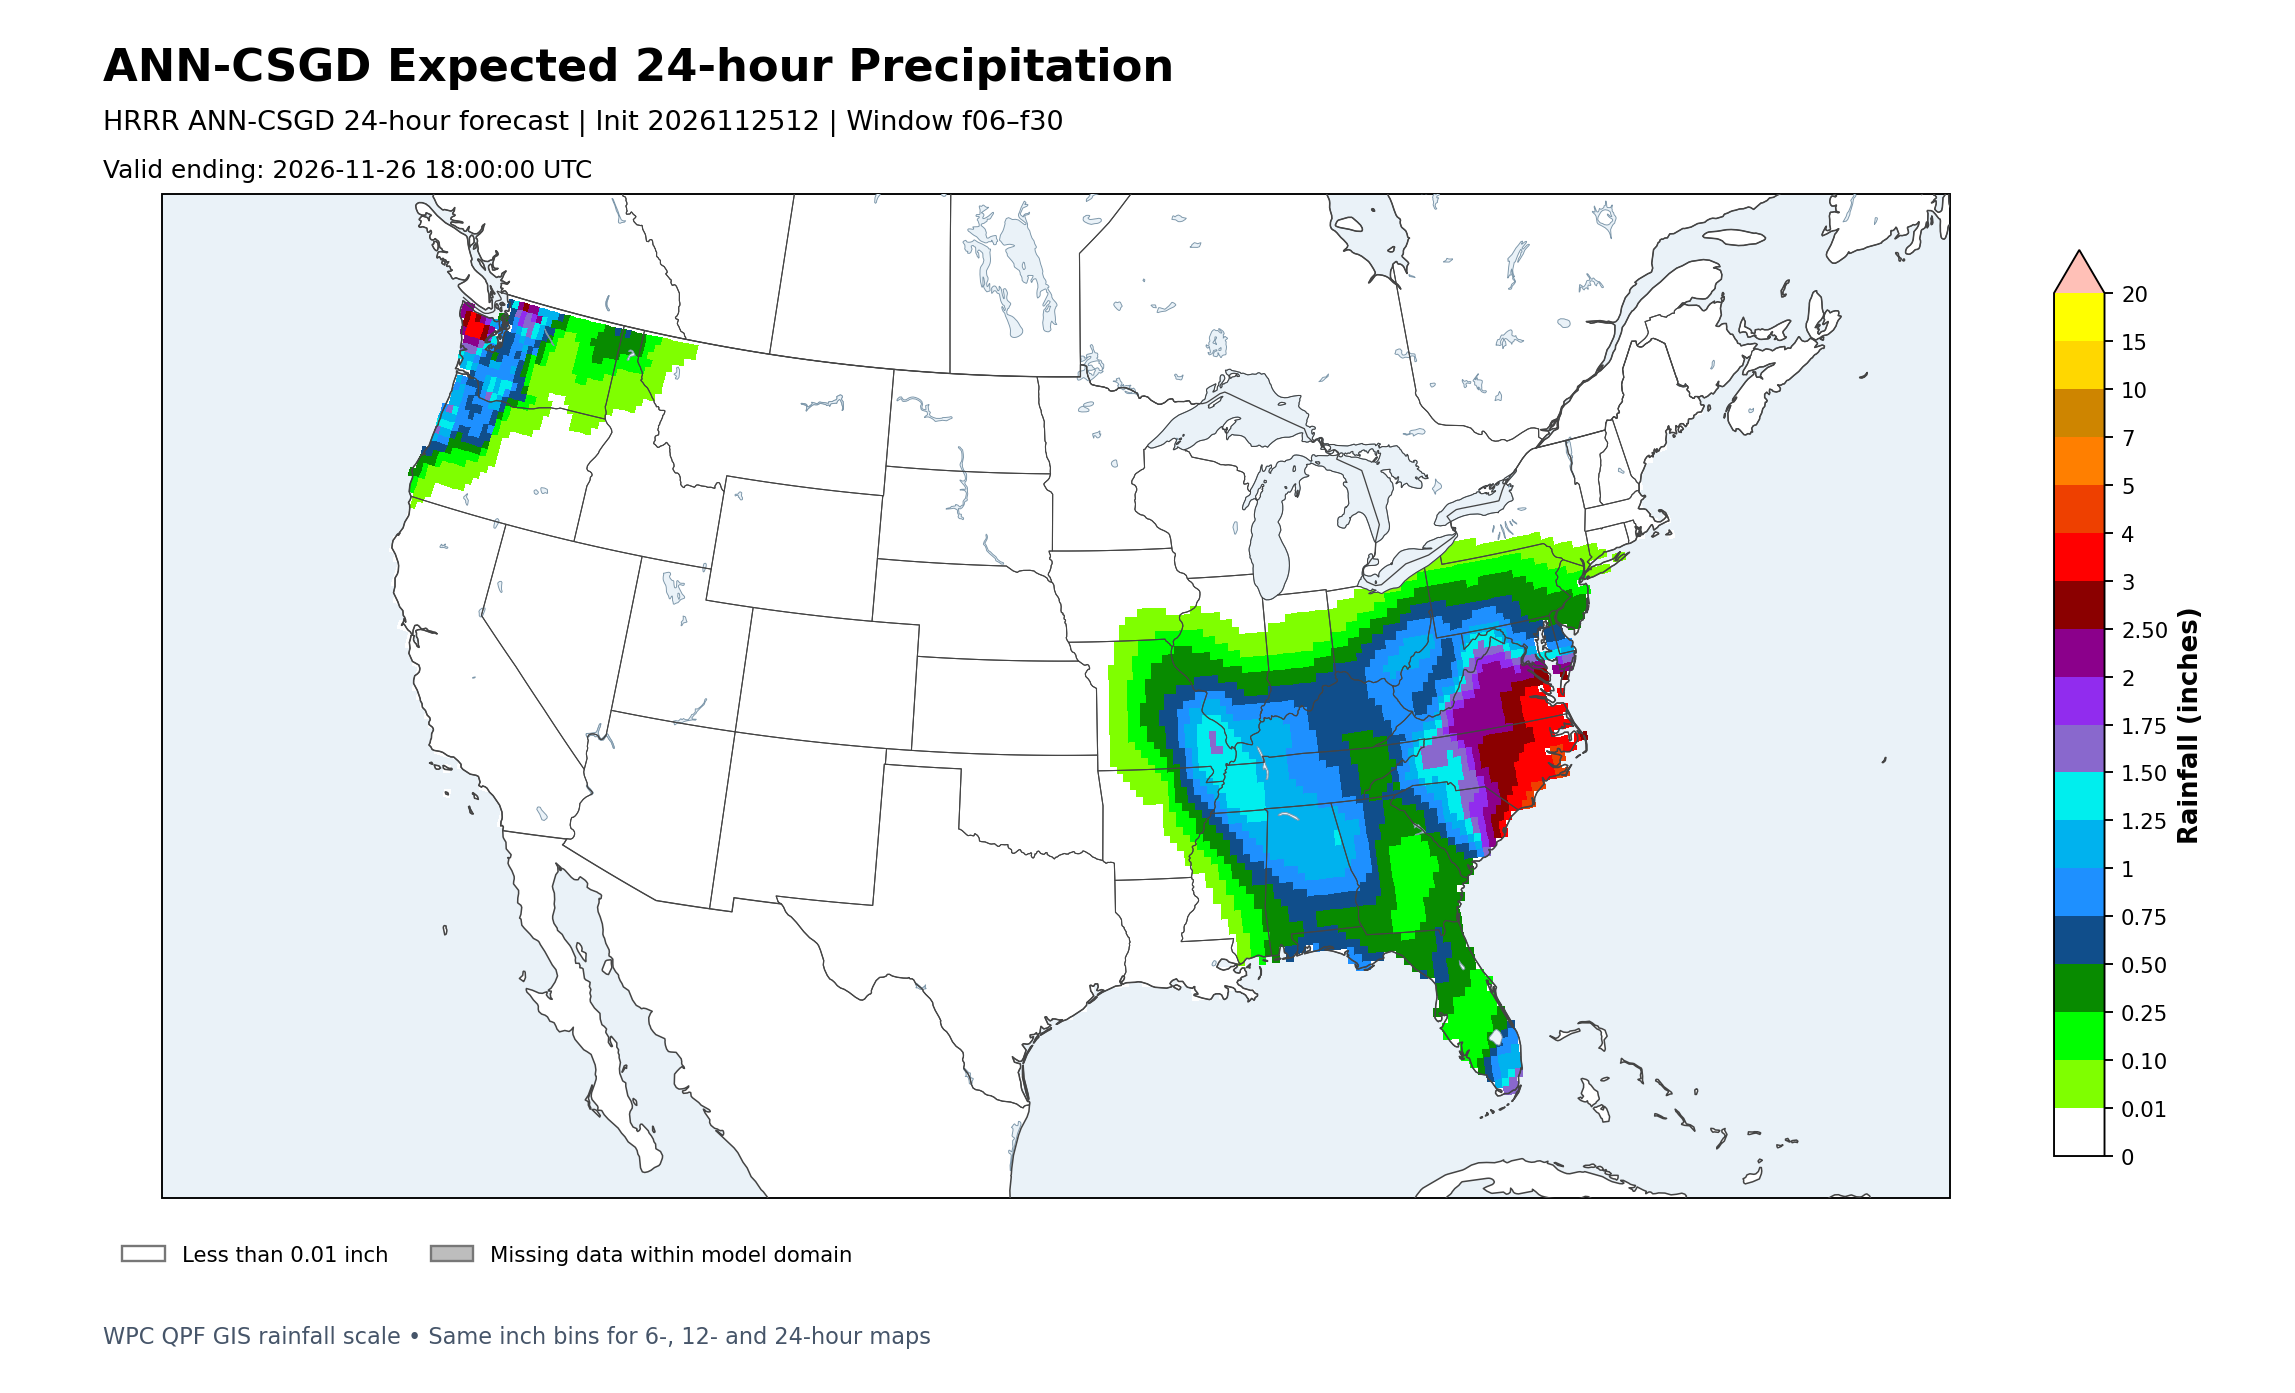 ANN-CSGD Expected 24-hour Precipitation
HRRR ANN-CSGD 24-hour forecast | Init 2026112512 | Window f06–f30
Valid ending: 2026-11-26 18:00:00 UTC
20
15
10
7
5
4
3
2.50
2
1.75
1.50
1.25
1
0.75
0.50
0.25
0.10
0.01
0
Rainfall (inches)
Less than 0.01 inch
Missing data within model domain
WPC QPF GIS rainfall scale • Same inch bins for 6-, 12- and 24-hour maps